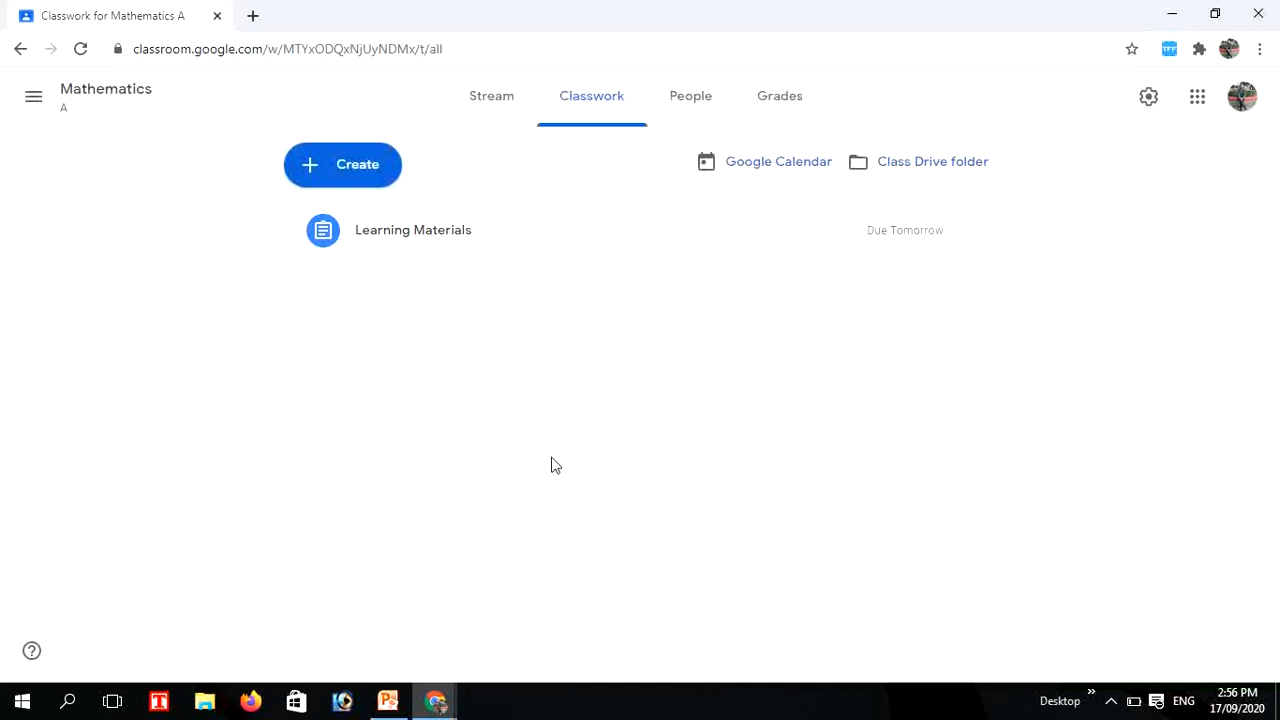 Classwork for Mathematics A
classroom.google.com/w/MTYxODQxNjUyNDMx/t/all
TFF
Mathematics
A
Stream
Classwork
People
Grades
Create
Google Calendar
Class Drive folder
Learning Materials
Due Tomorrow
Desktop
ENG
2:56 PM
17/09/2020